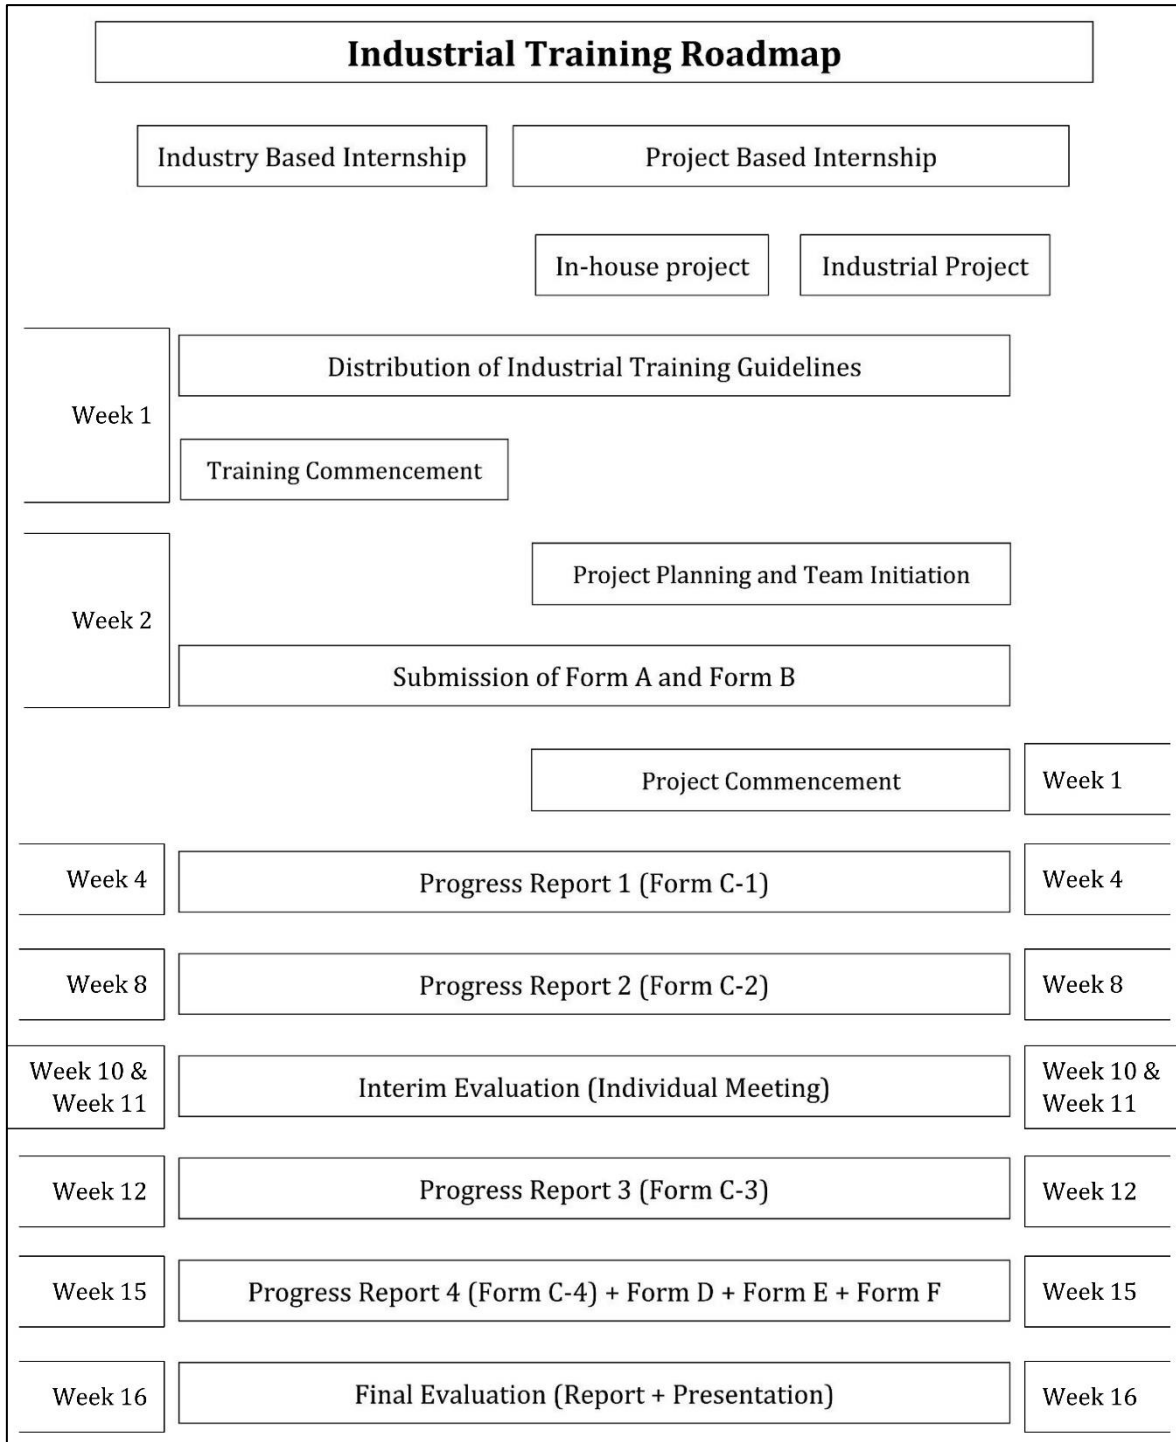 Industrial Training Roadmap
Industry Based Internship
Project Based Internship
In-house project
Industrial Project
Week 1
Distribution of Industrial Training Guidelines
Training Commencement
Week 2
Project Planning and Team Initiation
Submission of Form A and Form B
Project Commencement
Week 1
Week 4
Progress Report 1 (Form C-1)
Week 4
Week 8
Progress Report 2 (Form C-2)
Week 8
Week 10 &
Week 11
Interim Evaluation (Individual Meeting)
Week 10 &
Week 11
Week 12
Progress Report 3 (Form C-3)
Week 12
Week 15
Progress Report 4 (Form C-4) + Form D + Form E + Form F
Week 15
Week 16
Final Evaluation (Report + Presentation)
Week 16